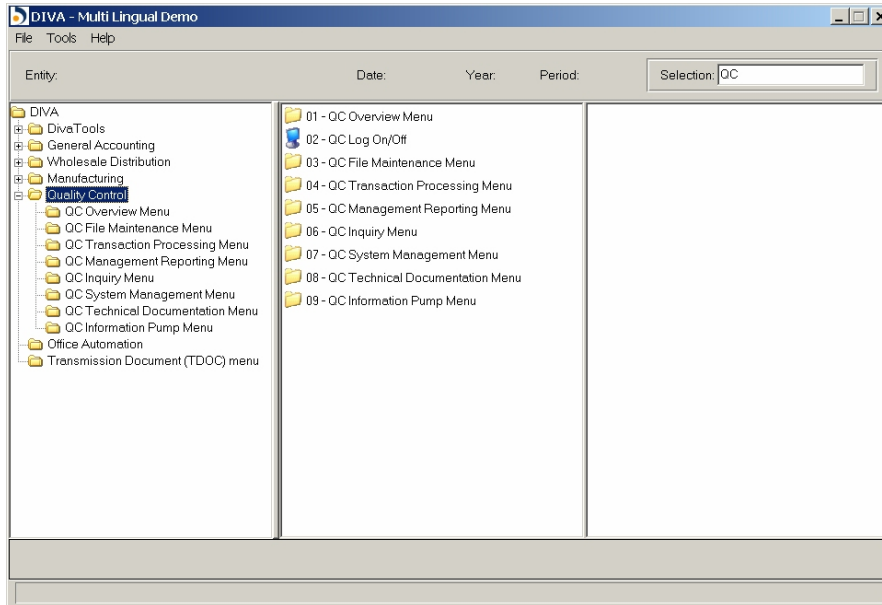 DIVA - Multi Lingual Demo
File Tools Help
Entity: Date: Year: Period: Selection: QC
DIVA
DivaTools
General Accounting
Wholesale Distribution
Manufacturing
Quality Control
QC Overview Menu
QC File Maintenance Menu
QC Transaction Processing Menu
QC Management Reporting Menu
QC Inquiry Menu
QC System Management Menu
QC Technical Documentation Menu
QC Information Pump Menu
Office Automation
Transmission Document (TDOC) menu
01 - QC Overview Menu
02 - QC Log On/Off
03 - QC File Maintenance Menu
04 - QC Transaction Processing Menu
05 - QC Management Reporting Menu
06 - QC Inquiry Menu
07 - QC System Management Menu
08 - QC Technical Documentation Menu
09 - QC Information Pump Menu